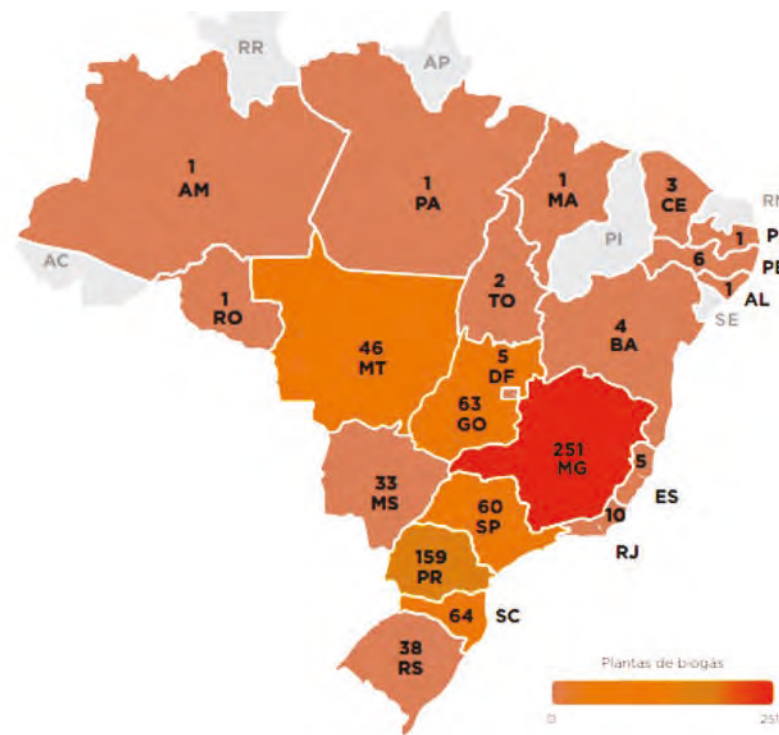 RR
AP
1
AM
1
PA
1
MA
3
CE
PI
1
6
AC
1
RO
2
TO
1
AL
SE
46
MT
5
DF
4
BA
63
GO
251
MG
5
ES
33
MS
60
SP
10
RJ
159
PR
64
SC
38
RS
Plantas de biogás
0
251